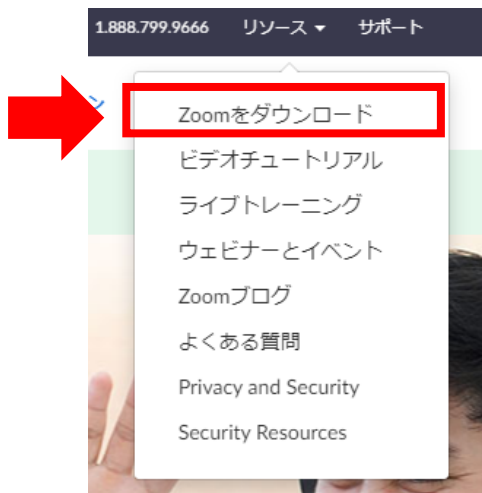 1.888.799.9666 リソース ▼ サポート
ン
Zoomをダウンロード
ビデオチュートリアル
ライブトレーニング
ウェビナーとイベント
Zoomブログ
よくある質問
Privacy and Security
Security Resources